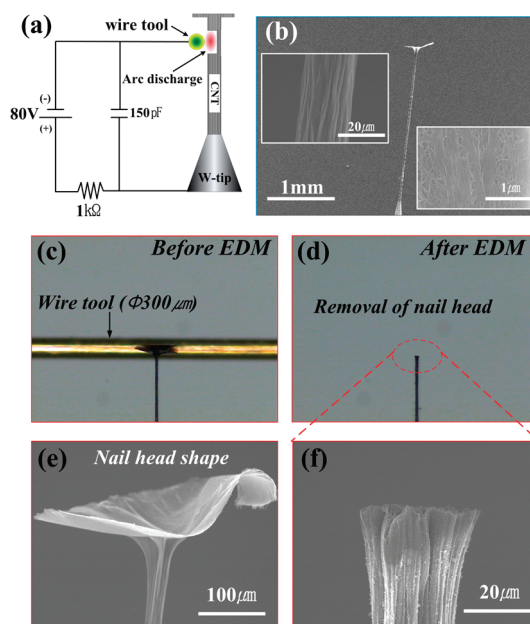 (a)
wire tool
Arc discharge
(-)
80V
(+)
150pF
1kΩ
CNT
W-tip
(b)
20㎛
1mm
1㎛
(c)
Before EDM
Wire tool (Φ300㎛)
(d)
After EDM
Removal of nail head
(e)
Nail head shape
100㎛
(f)
20㎛